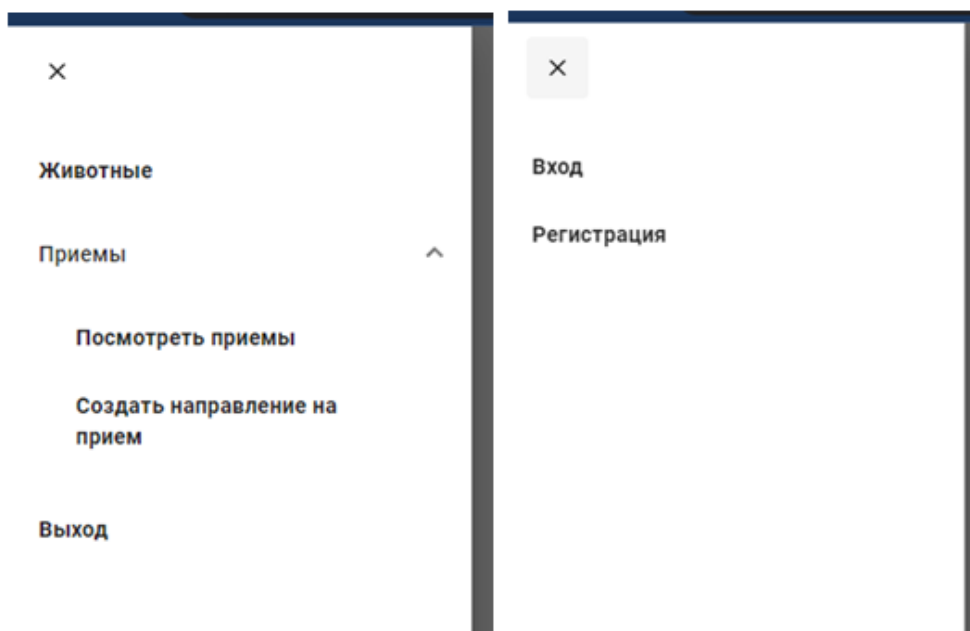 Животные
Приемы
Посмотреть приемы
Создать направление на
прием
Выход
Вход
Регистрация